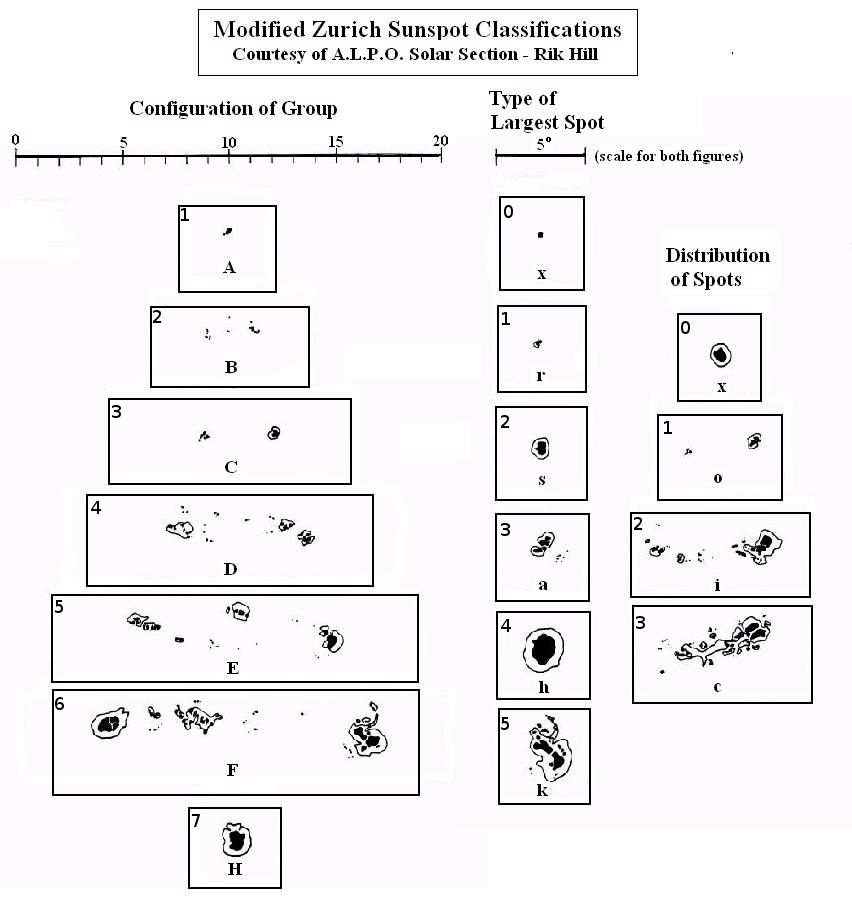 Modified Zurich Sunspot Classifications
Courtesy of A.L.P.O. Solar Section - Rik Hill
Configuration of Group
0 5 10 15 20
1
A
2
B
3
C
4
D
5
E
6
F
7
H
Type of
Largest Spot
5°
(scale for both figures)
0
x
1
r
2
s
3
a
4
h
5
k
Distribution
of Spots
0
x
1
o
2
i
3
c